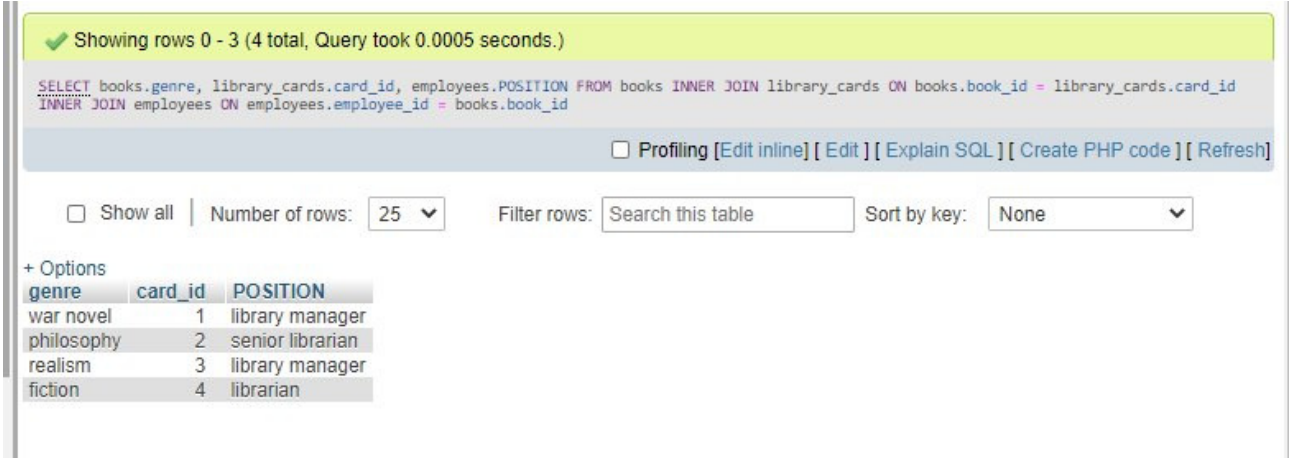 Showing rows 0 - 3 (4 total, Query took 0.0005 seconds.)
SELECT books.genre, library_cards.card_id, employees.POSITION FROM books INNER JOIN library_cards ON books.book_id = library_cards.card_id
INNER JOIN employees ON employees.employee_id = books.book_id
Profiling [Edit inline] [ Edit ] [ Explain SQL ] [ Create PHP code ] [ Refresh]
Show all Number of rows: 25 Filter rows: Search this table Sort by key: None
+ Options
genre card_id POSITION
war novel 1 library manager
philosophy 2 senior librarian
realism 3 library manager
fiction 4 librarian